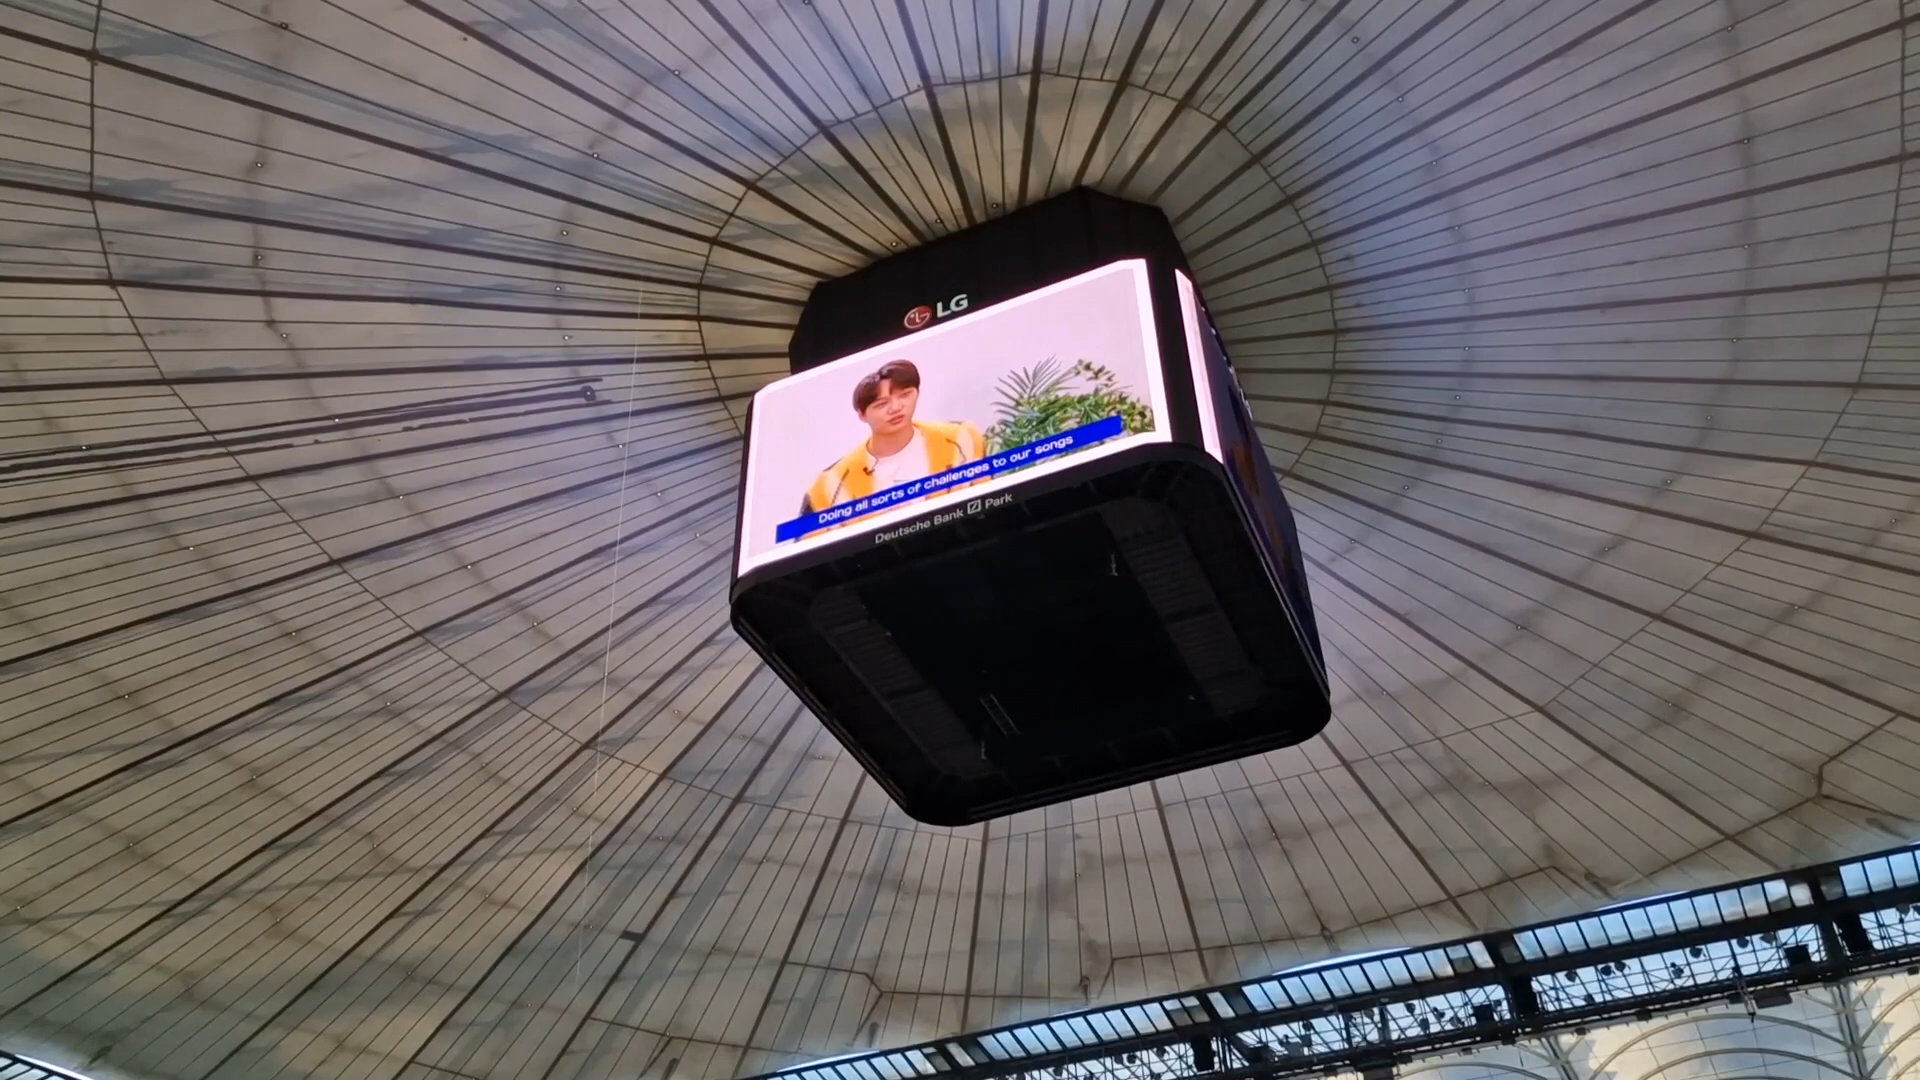 LG
Doing all sorts of challenges to our songs
Deutsche Bank Park